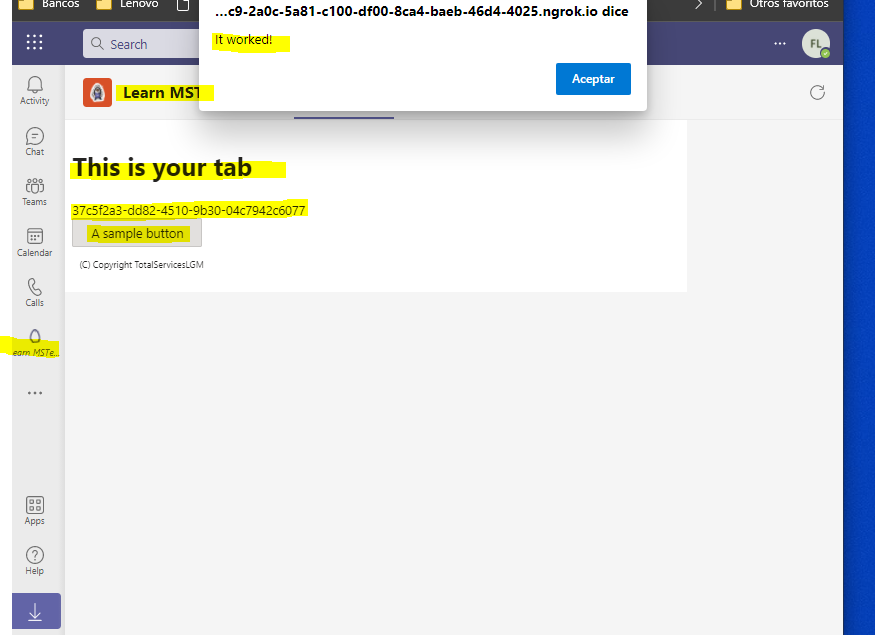 Bancos
Lenovo
Otros favoritos
...c9-2a0c-5a81-c100-df00-8ca4-baeb-46d4-4025.ngrok.io dice
It worked!
Aceptar
Search
FL
Activity
Learn MST
Chat
Teams
Calendar
Calls
earn MSTe...
This is your tab
37c5f2a3-dd82-4510-9b30-04c7942c6077
A sample button
(C) Copyright TotalServicesLGM
Apps
Help